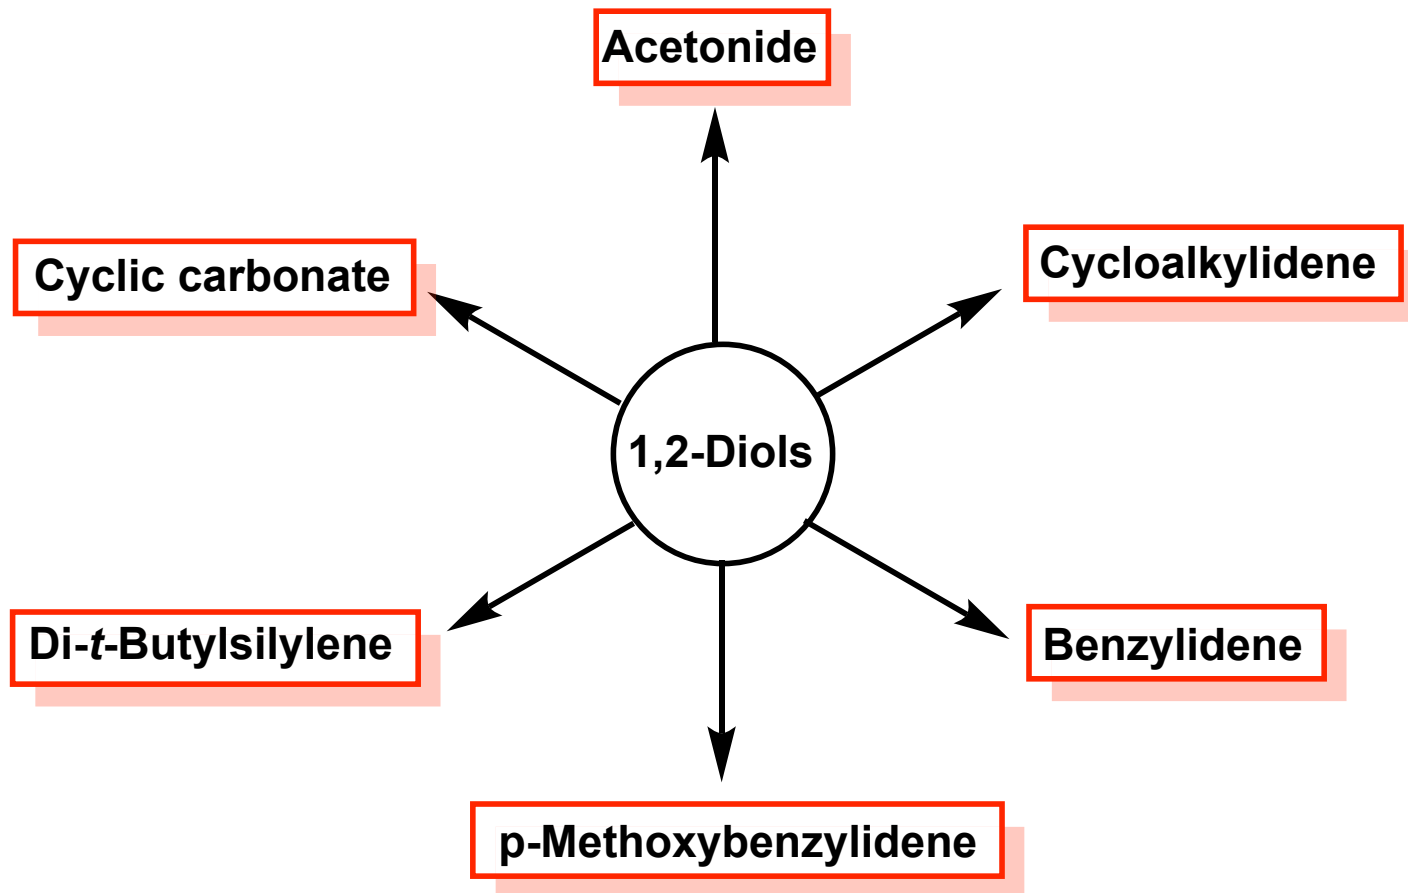 Acetonide
Cyclic carbonate
Cycloalkylidene
1,2-Diols
Di-t-Butylsilylene
Benzylidene
p-Methoxybenzylidene